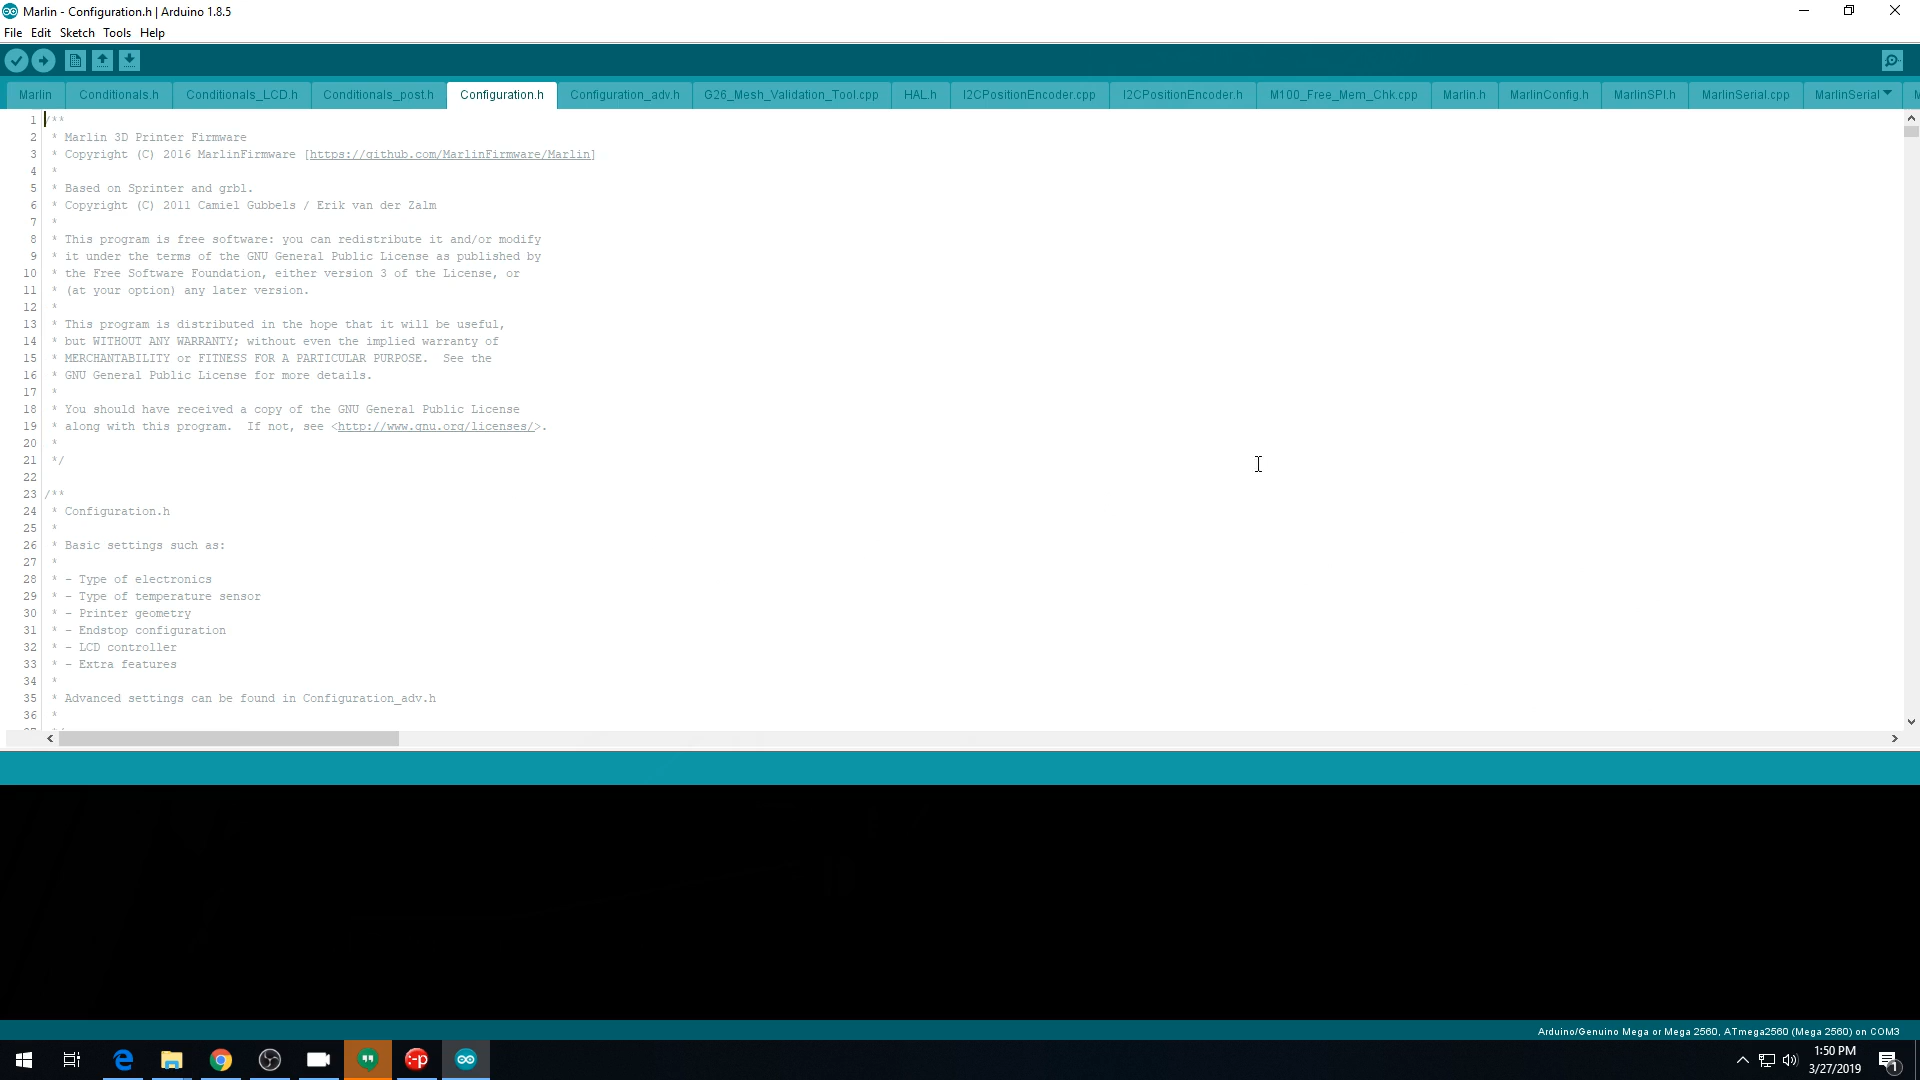 Marlin - Configuration.h | Arduino 1.8.5
File Edit Sketch Tools Help
Marlin Conditionals.h Conditionals_LCD.h Conditionals_post.h Configuration.h Configuration_adv.h G26_Mesh_Validation_Tool.cpp HAL.h I2CPositionEncoder.cpp I2CPositionEncoder.h M100_Free_Mem_Chk.cpp Marlin.h MarlinConfig.h MarlinSPI.h MarlinSerial.cpp MarlinSerial
1 /**
2 * Marlin 3D Printer Firmware
3 * Copyright (C) 2016 MarlinFirmware [https://github.com/MarlinFirmware/Marlin]
4 *
5 * Based on Sprinter and grbl.
6 * Copyright (C) 2011 Camiel Gubbels / Erik van der Zalm
7 *
8 * This program is free software: you can redistribute it and/or modify
9 * it under the terms of the GNU General Public License as published by
10 * the Free Software Foundation, either version 3 of the License, or
11 * (at your option) any later version.
12 *
13 * This program is distributed in the hope that it will be useful,
14 * but WITHOUT ANY WARRANTY; without even the implied warranty of
15 * MERCHANTABILITY or FITNESS FOR A PARTICULAR PURPOSE.  See the
16 * GNU General Public License for more details.
17 *
18 * You should have received a copy of the GNU General Public License
19 * along with this program.  If not, see <http://www.gnu.org/licenses/>.
20 *
21 */
22
23 /**
24 * Configuration.h
25 *
26 * Basic settings such as:
27 *
28 * - Type of electronics
29 * - Type of temperature sensor
30 * - Printer geometry
31 * - Endstop configuration
32 * - LCD controller
33 * - Extra features
34 *
35 * Advanced settings can be found in Configuration_adv.h
36 *
Arduino/Genuino Mega or Mega 2560, ATmega2560 (Mega 2560) on COM3
1:50 PM
3/27/2019
1